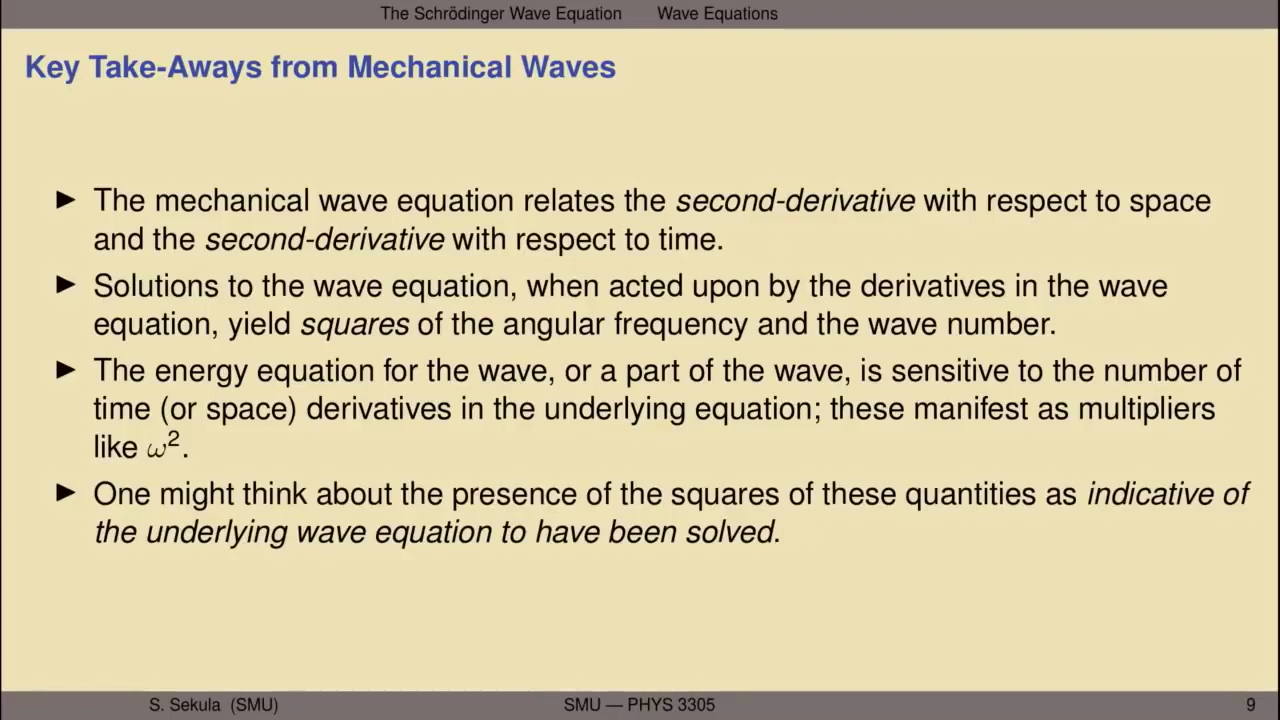 The Schrödinger Wave Equation Wave Equations
Key Take-Aways from Mechanical Waves
► The mechanical wave equation relates the second-derivative with respect to space
and the second-derivative with respect to time.
► Solutions to the wave equation, when acted upon by the derivatives in the wave
equation, yield squares of the angular frequency and the wave number.
► The energy equation for the wave, or a part of the wave, is sensitive to the number of
time (or space) derivatives in the underlying equation; these manifest as multipliers
like ω².
► One might think about the presence of the squares of these quantities as indicative of
the underlying wave equation to have been solved.
S. Sekula (SMU) SMU — PHYS 3305 9